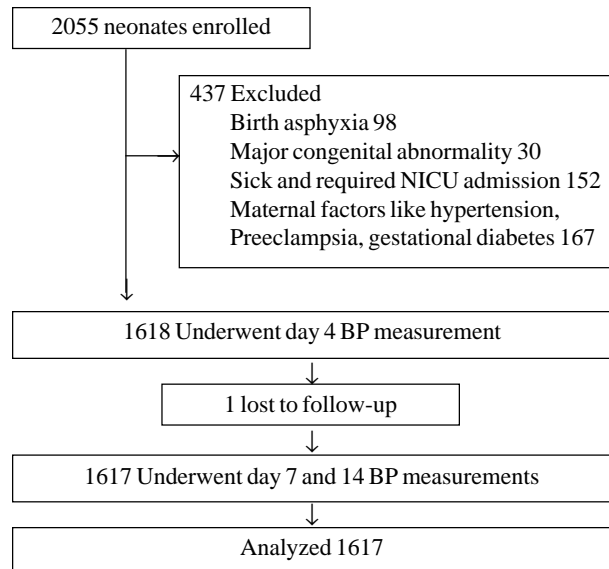 2055 neonates enrolled
437 Excluded
Birth asphyxia 98
Major congenital abnormality 30
Sick and required NICU admission 152
Maternal factors like hypertension,
Preeclampsia, gestational diabetes 167
1618 Underwent day 4 BP measurement
1 lost to follow-up
1617 Underwent day 7 and 14 BP measurements
Analyzed 1617